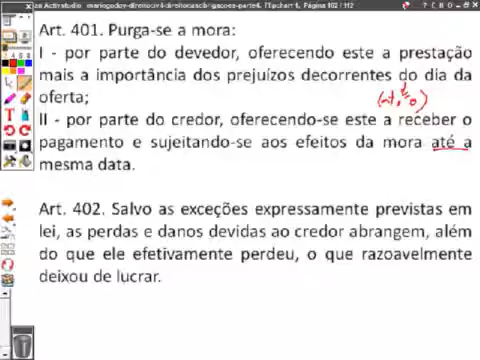 Art. 401. Purga-se a mora:
I - por parte do devedor, oferecendo este a prestação
mais a importância dos prejuízos decorrentes do dia da
oferta;
II - por parte do credor, oferecendo-se este a receber o
pagamento e sujeitando-se aos efeitos da mora até a
mesma data.
Art. 402. Salvo as exceções expressamente previstas em
lei, as perdas e danos devidas ao credor abrangem, além
do que ele efetivamente perdeu, o que razoavelmente
deixou de lucrar.